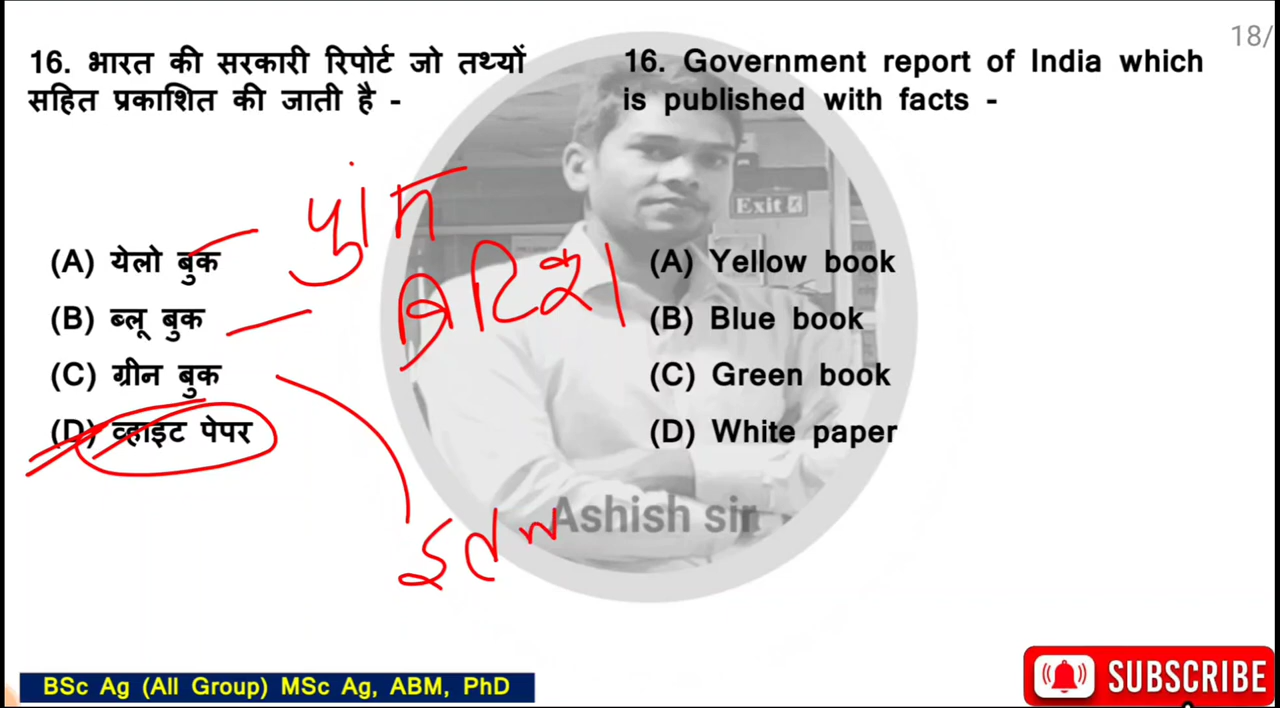 18/
16. भारत की सरकारी रिपोर्ट जो तथ्यों
सहित प्रकाशित की जाती है -
(A) येलो बुक
(B) ब्लू बुक
(C) ग्रीन बुक
(D) व्हाइट पेपर
16. Government report of India which
is published with facts -
(A) Yellow book
(B) Blue book
(C) Green book
(D) White paper
Exit
Ashish sir
BSc Ag (All Group) MSc Ag, ABM, PhD
SUBSCRIBE